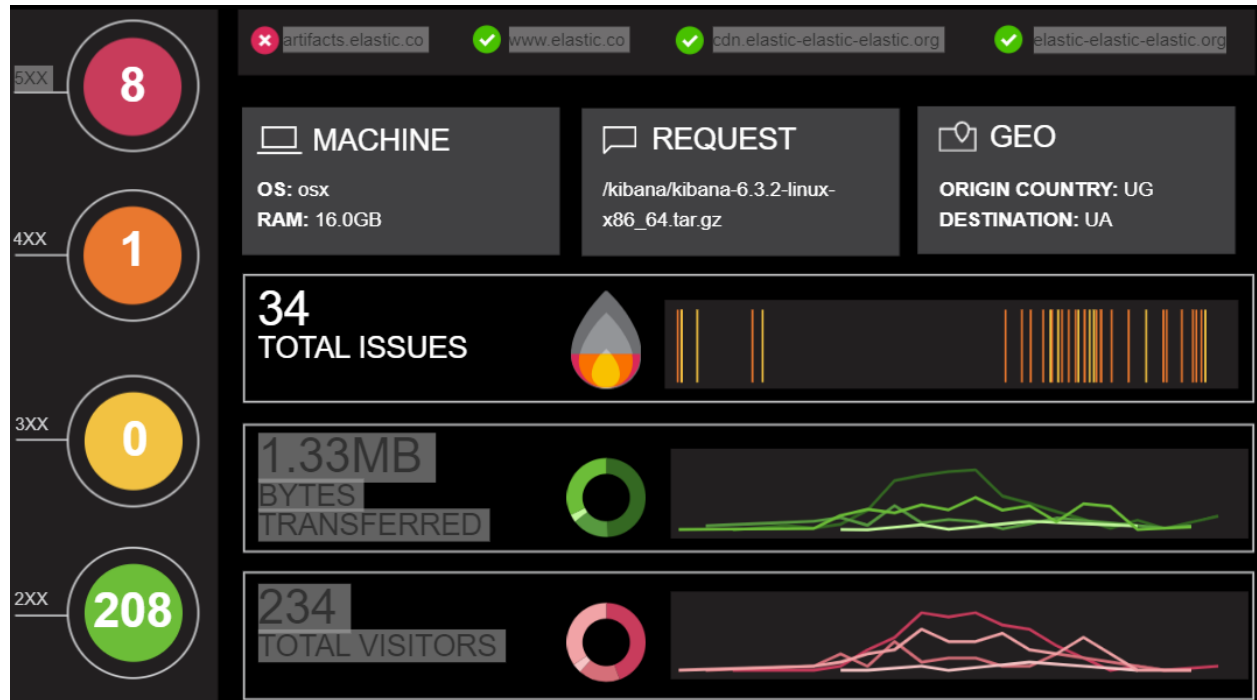 artifacts.elastic.co
www.elastic.co
cdn.elastic-elastic-elastic.org
elastic-elastic-elastic.org
5XX
8
4XX
1
3XX
0
2XX
208
MACHINE
OS: osx
RAM: 16.0GB
REQUEST
/kibana/kibana-6.3.2-linux-
x86_64.tar.gz
GEO
ORIGIN COUNTRY: UG
DESTINATION: UA
34
TOTAL ISSUES
1.33MB
BYTES
TRANSFERRED
234
TOTAL VISITORS